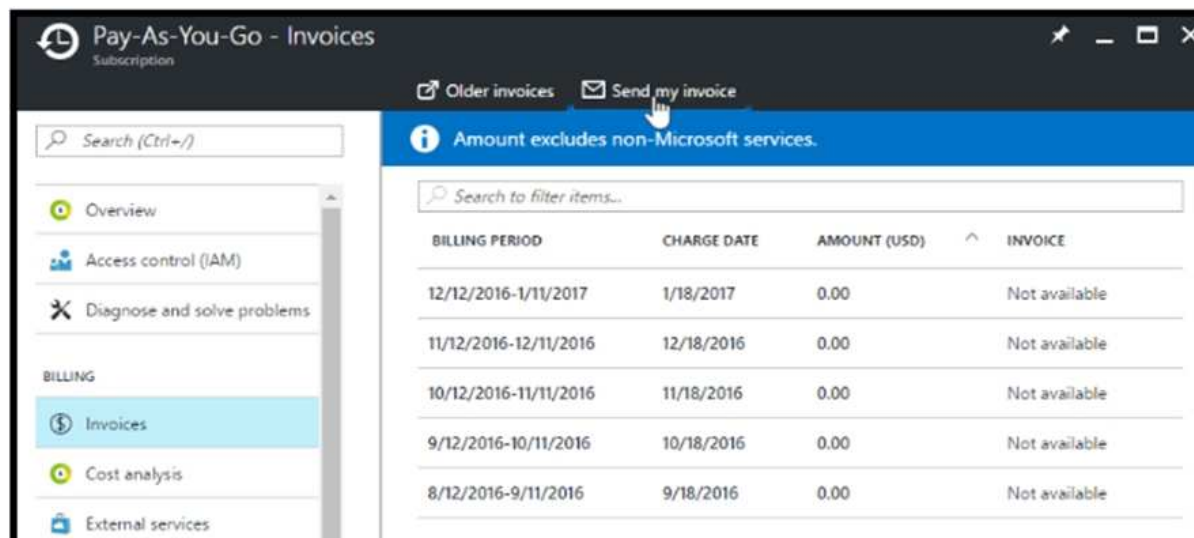 Pay-As-You-Go - Invoices
Subscription
Older invoices Send my invoice
Search (Ctrl+/)
Overview
Access control (IAM)
Diagnose and solve problems
BILLING
Invoices
Cost analysis
External services
Amount excludes non-Microsoft services.
Search to filter items...
BILLING PERIOD CHARGE DATE AMOUNT (USD) INVOICE
12/12/2016-1/11/2017 1/18/2017 0.00 Not available
11/12/2016-12/11/2016 12/18/2016 0.00 Not available
10/12/2016-11/11/2016 11/18/2016 0.00 Not available
9/12/2016-10/11/2016 10/18/2016 0.00 Not available
8/12/2016-9/11/2016 9/18/2016 0.00 Not available